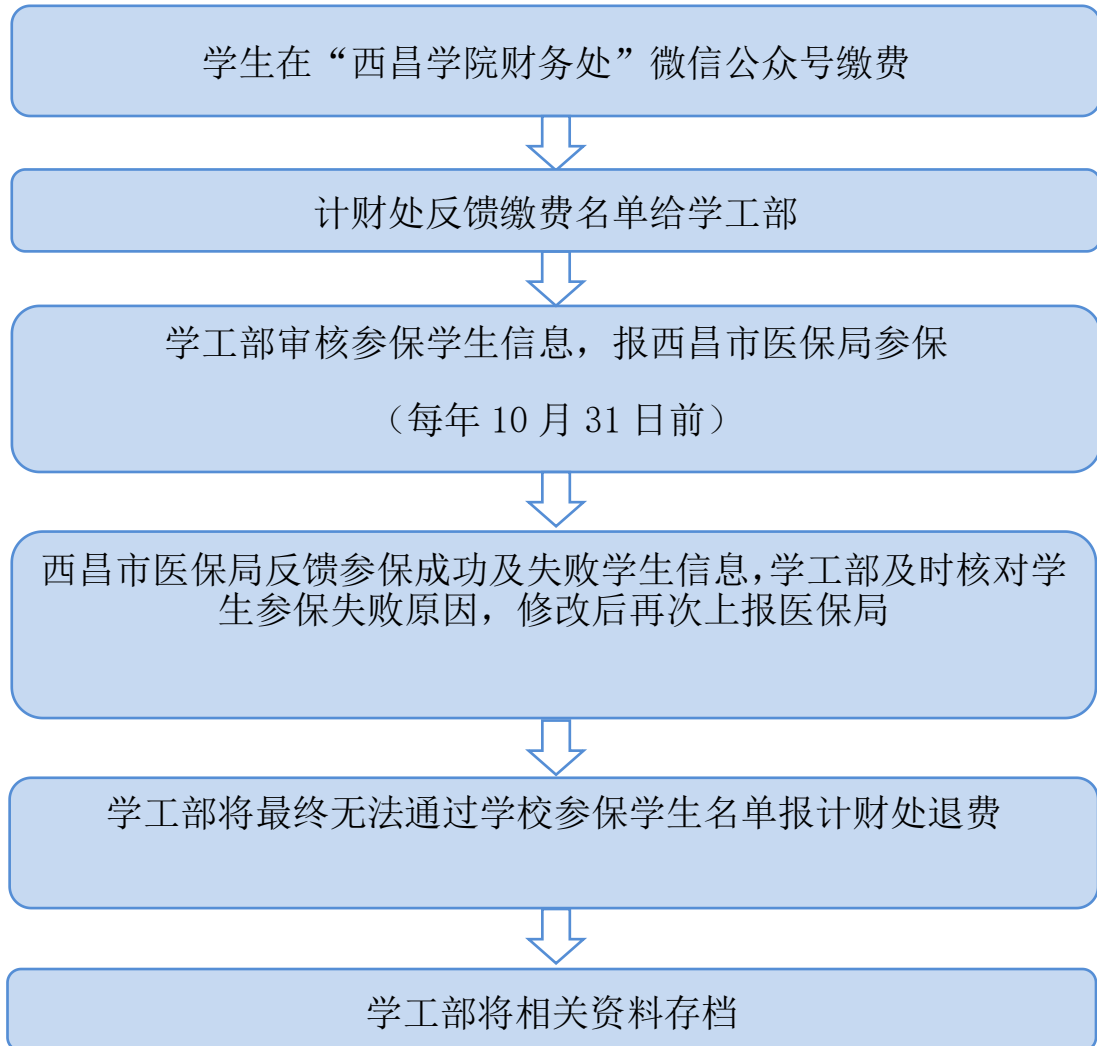 学生在“西昌学院财务处”微信公众号缴费
计财处反馈缴费名单给学工部
学工部审核参保学生信息，报西昌市医保局参保
（每年 10 月 31 日前）
西昌市医保局反馈参保成功及失败学生信息,学工部及时核对学
生参保失败原因，修改后再次上报医保局
学工部将最终无法通过学校参保学生名单报计财处退费
学工部将相关资料存档